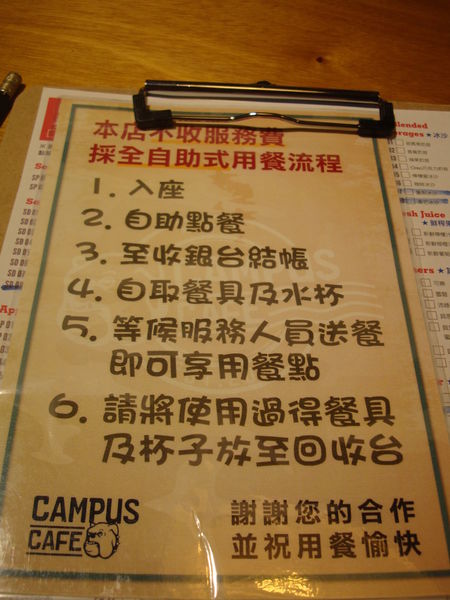 本店不收服務費
採全自助式用餐流程
1. 入座
2. 自助點餐
3. 至收銀台結帳
4. 自取餐具及水杯
5. 等候服務人員送餐
即可享用餐點
6. 請將使用過得餐具
及杯子放至回收台
CAMPUS
CAFE
謝謝您的合作
並祝用餐愉快